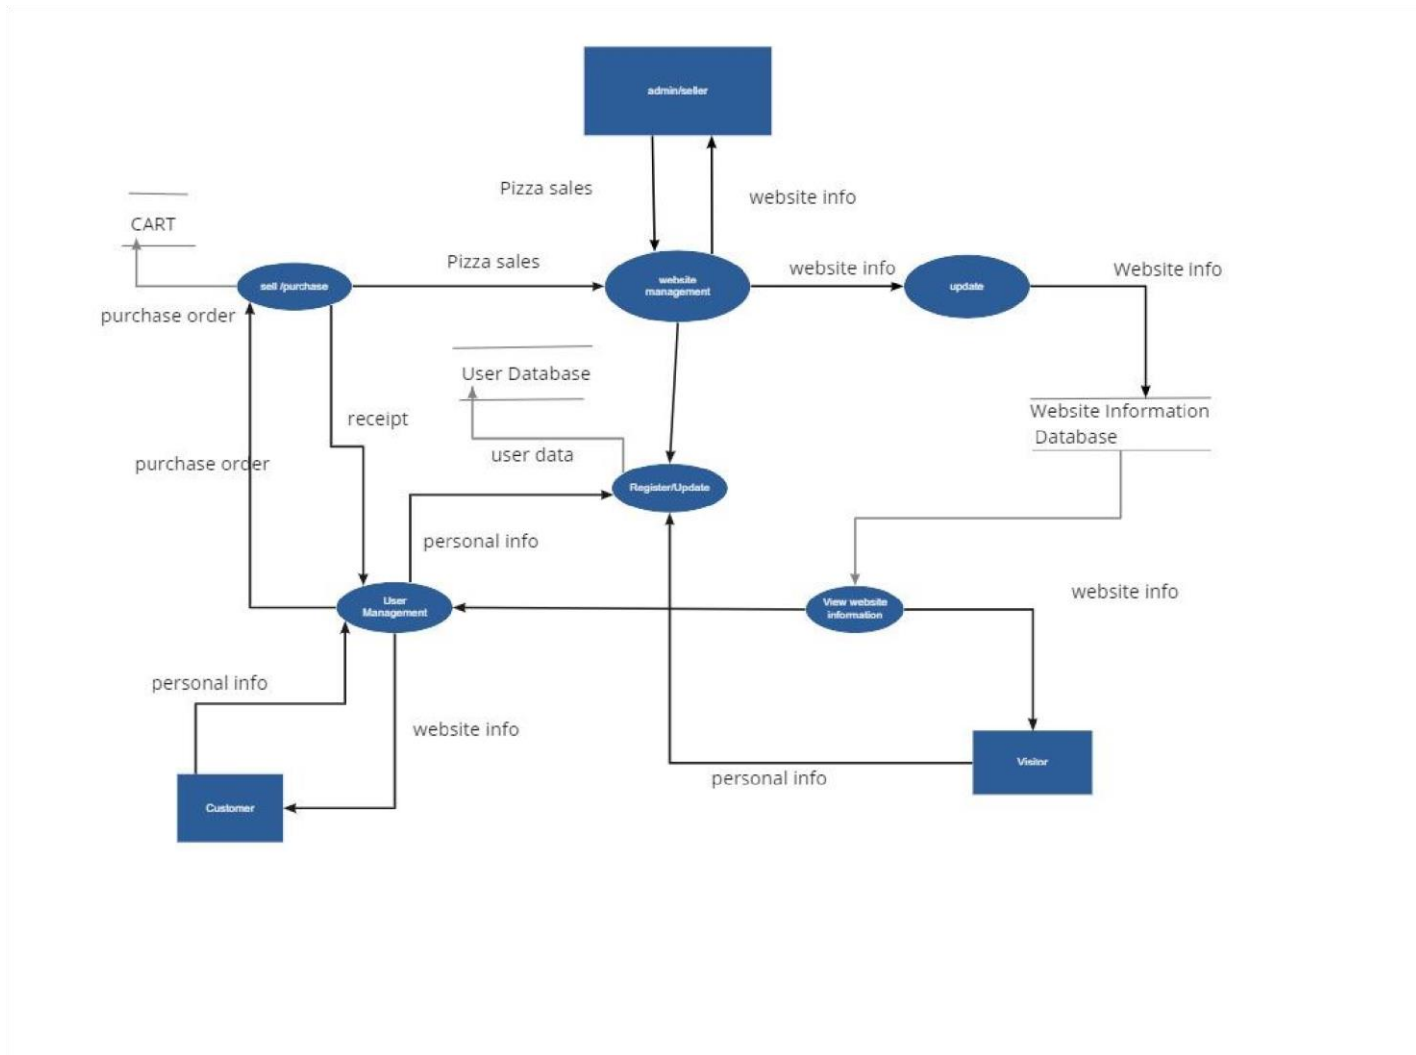 admin/seller
Pizza sales
website info
CART
Pizza sales
website info
Website Info
sell /purchase
website
management
update
purchase order
User Database
receipt
Website Information
Database
user data
purchase order
Register/Update
personal info
website info
User
Management
View website
information
personal info
website info
Visitor
personal info
Customer